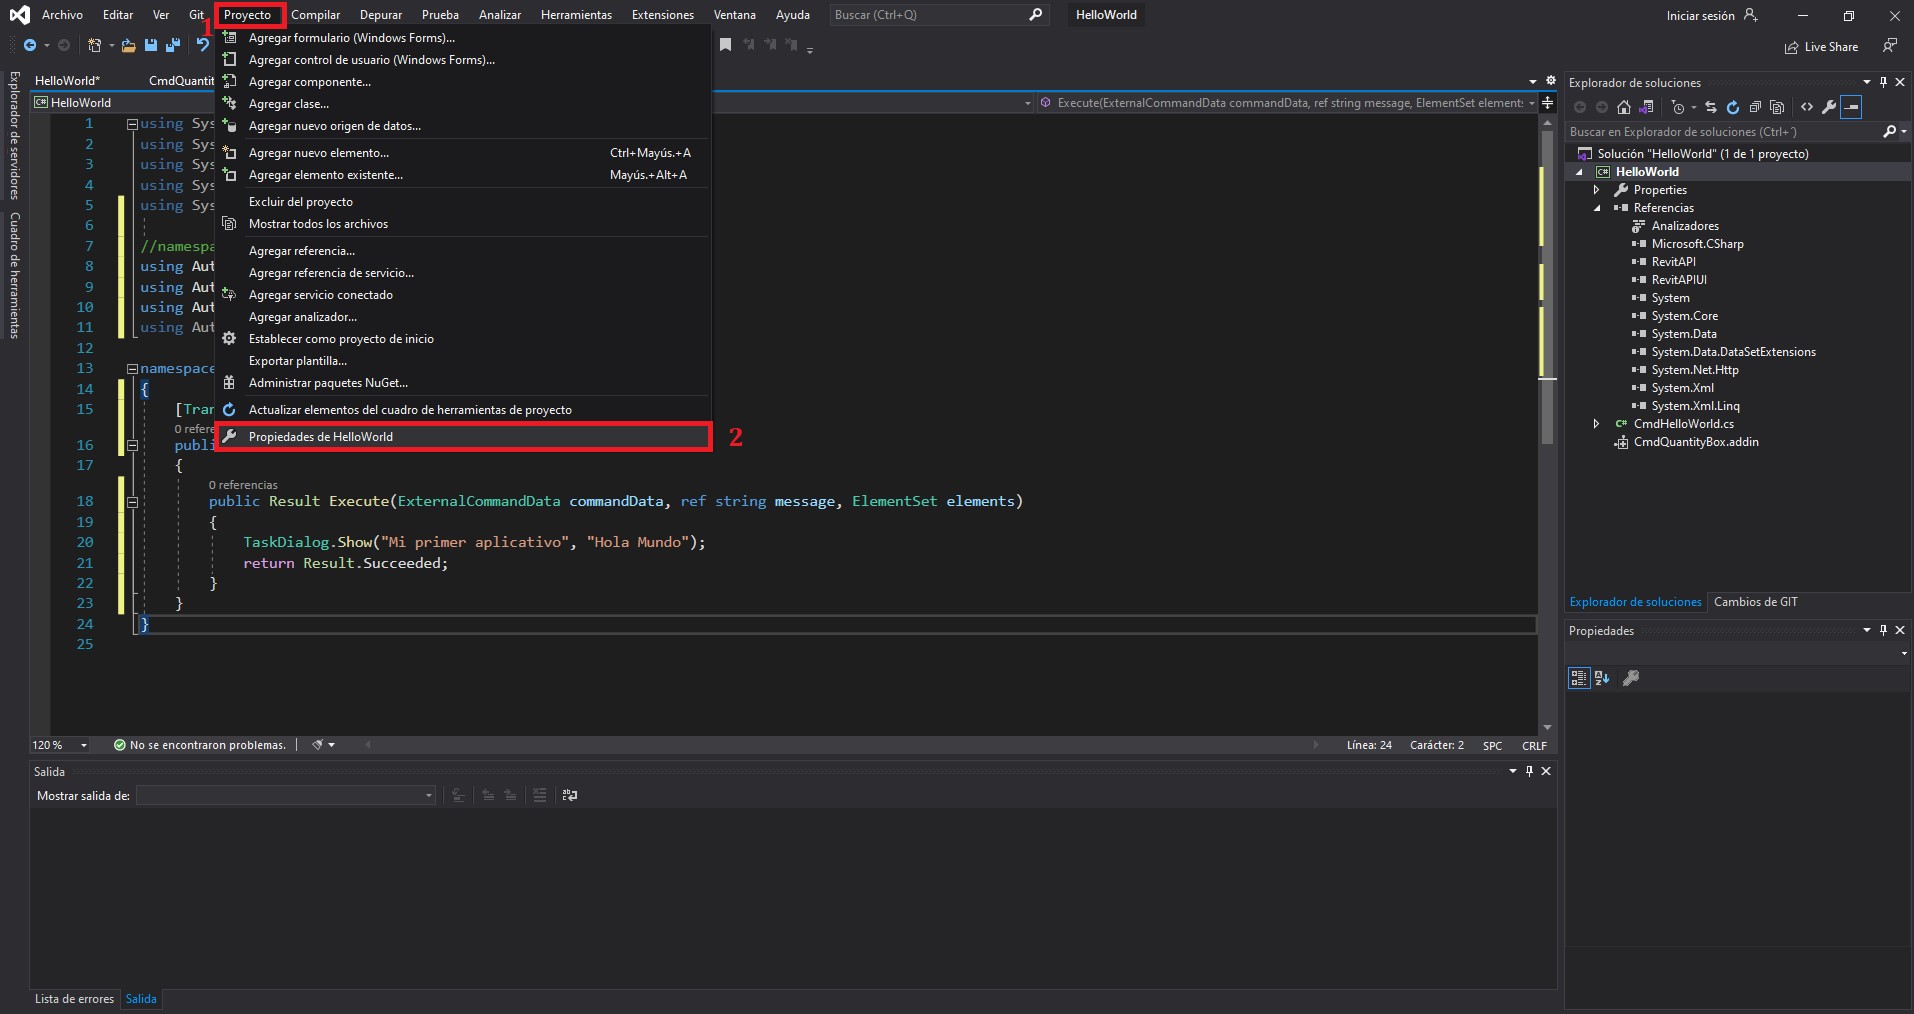 Archivo Editar Ver Git Proyecto Compilar Depurar Prueba Analizar Herramientas Extensiones Ventana Ayuda Buscar (Ctrl+Q) HelloWorld Iniciar sesión
1
Live Share
Agregar formulario (Windows Forms)...
Agregar control de usuario (Windows Forms)...
Agregar componente...
Agregar clase...
Agregar nuevo origen de datos...
Agregar nuevo elemento... Ctrl+Mayús.+A
Agregar elemento existente... Mayús.+Alt+A
Excluir del proyecto
Mostrar todos los archivos
Agregar referencia...
Agregar referencia de servicio...
Agregar servicio conectado
Agregar analizador...
Establecer como proyecto de inicio
Exportar plantilla...
Administrar paquetes NuGet...
Actualizar elementos del cuadro de herramientas de proyecto
Propiedades de HelloWorld
2
Explorador de servidores
Cuadro de herramientas
HelloWorld* CmdQuantit
C# HelloWorld
Execute(ExternalCommandData commandData, ref string message, ElementSet elements
1 using Sys
2 using Sys
3 using Sys
4 using Sys
5 using Sys
6
7 //namespa
8 using Aut
9 using Aut
10 using Aut
11 using Aut
12
13 namespace
14 {
15 [Tran
0 refere
16 publi
17 {
0 referencias
18 public Result Execute(ExternalCommandData commandData, ref string message, ElementSet elements)
19 {
20 TaskDialog.Show("Mi primer aplicativo", "Hola Mundo");
21 return Result.Succeeded;
22 }
23 }
24 }
25
120 % No se encontraron problemas. Línea: 24 Carácter: 2 SPC CRLF
Salida
Mostrar salida de:
Lista de errores Salida
Explorador de soluciones
Buscar en Explorador de soluciones (Ctrl+´)
Solución "HelloWorld" (1 de 1 proyecto)
C# HelloWorld
Properties
Referencias
Analizadores
Microsoft.CSharp
RevitAPI
RevitAPIUI
System
System.Core
System.Data
System.Data.DataSetExtensions
System.Net.Http
System.Xml
System.Xml.Linq
C# CmdHelloWorld.cs
CmdQuantityBox.addin
Explorador de soluciones Cambios de GIT
Propiedades